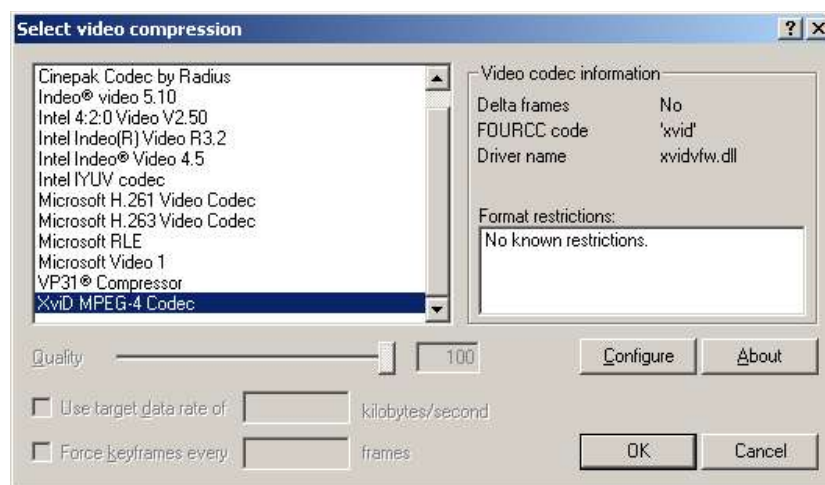 Select video compression
Cinepak Codec by Radius
Indeo® video 5.10
Intel 4:2:0 Video V2.50
Intel Indeo(R) Video R3.2
Intel Indeo® Video 4.5
Intel IYUV codec
Microsoft H.261 Video Codec
Microsoft H.263 Video Codec
Microsoft RLE
Microsoft Video 1
VP31® Compressor
XviD MPEG-4 Codec
Video codec information
Delta frames No
FOURCC code 'xvid'
Driver name xvidvfw.dll
Format restrictions:
No known restrictions.
Quality 100
Configure About
Use target data rate of kilobytes/second
Force keyframes every frames
OK Cancel